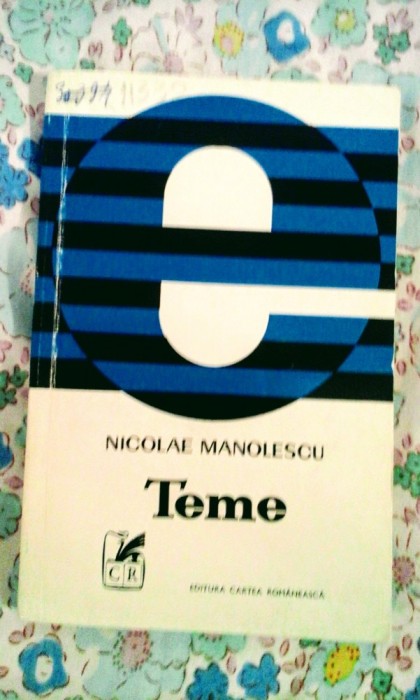 e
NICOLAE MANOLESCU
Teme
CR
EDITURA CARTEA ROMÂNEASCĂ